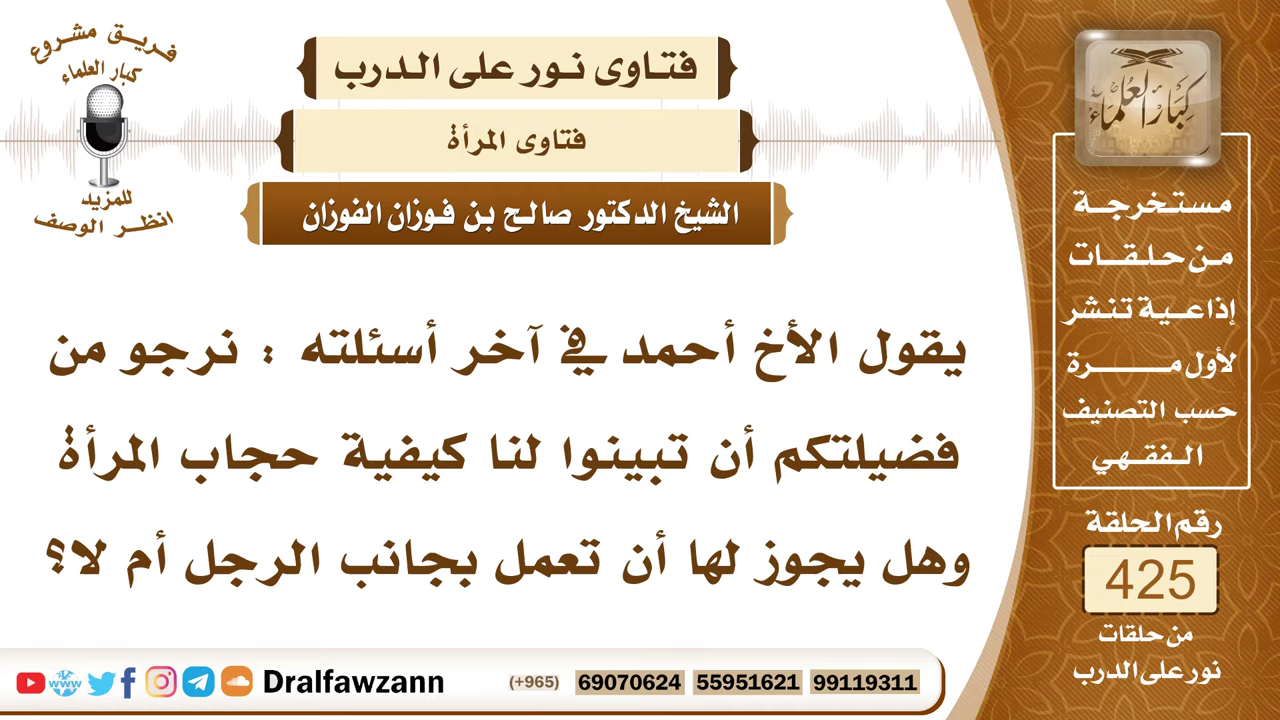 فريق مشروع
كبار العلماء
للمزيد
انظر الوصف
فتاوى نور على الدرب
فتاوى المرأة
الشيخ الدكتور صالح بن فوزان الفوزان
يقول الأخ أحمد في آخر أسئلته : نرجو من
فضيلتكم أن تبينوا لنا كيفية حجاب المرأة
وهل يجوز لها أن تعمل بجانب الرجل أم لا؟
كبار العلماء
مستخرجة
من حلقات
إذاعية تنشر
لأول مرة
حسب التصنيف
الفقهي
رقم الحلقة
425
من حلقات
نور على الدرب
www Dralfawzann (+965) 69070624 55951621 99119311